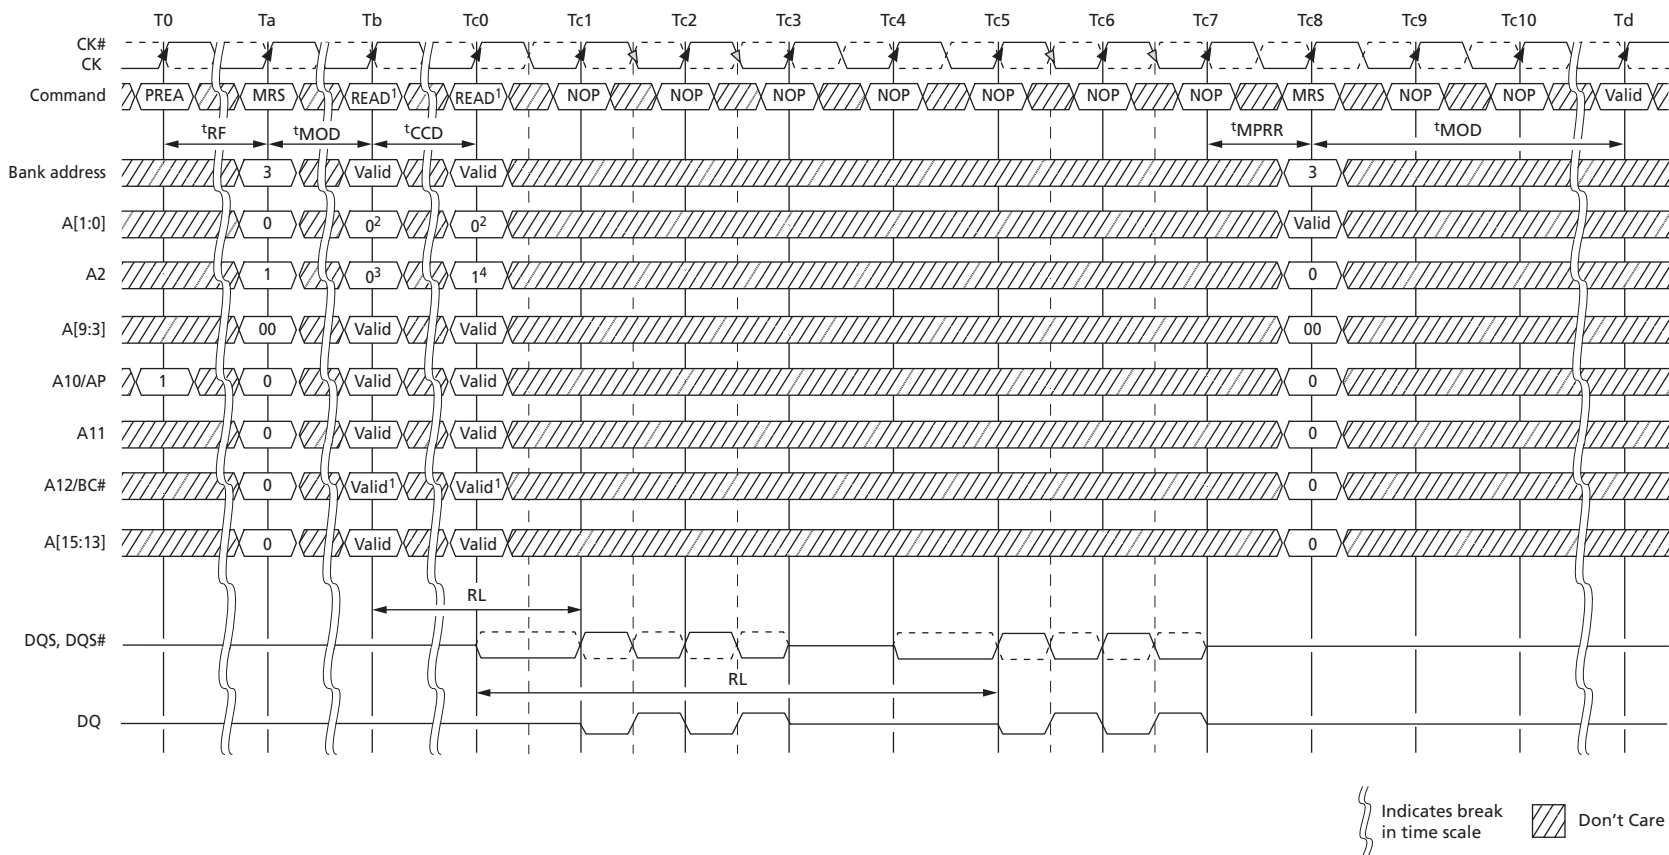 T0 Ta Tb Tc0 Tc1 Tc2 Tc3 Tc4 Tc5 Tc6 Tc7 Tc8 Tc9 Tc10 Td
CK#
CK
Command PREA MRS READ1 READ1 NOP NOP NOP NOP NOP NOP NOP MRS NOP NOP Valid
tRF tMOD tCCD tMPRR tMOD
Bank address 3 Valid Valid 3
A[1:0] 0 02 02 Valid
A2 1 03 14 0
A[9:3] 00 Valid Valid 00
A10/AP 1 0 Valid Valid 0
A11 0 Valid Valid 0
A12/BC# 0 Valid1 Valid1 0
A[15:13] 0 Valid Valid 0
RL
DQS, DQS#
RL
DQ
Indicates break
in time scale
Don't Care